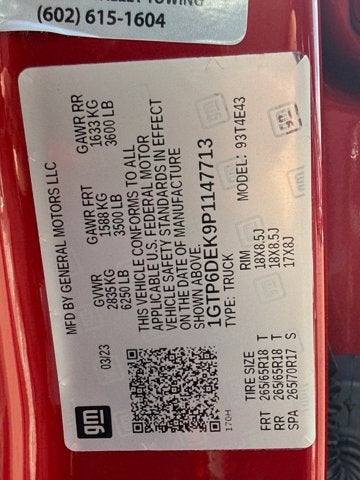 (602) 615-1604
MFD BY GENERAL MOTORS LLC
GVWR GAWR FRT GAWR RR
2835 KG 1588 KG 1633 KG
6250 LB 3500 LB 3600 LB
THIS VEHICLE CONFORMS TO ALL
APPLICABLE U.S. FEDERAL MOTOR
VEHICLE SAFETY STANDARDS IN EFFECT
ON THE DATE OF MANUFACTURE
SHOWN ABOVE.
1GTP6DEK9P1147713
TYPE: TRUCK MODEL: 93T4E43
03/23
gm
170H
TIRE SIZE RIM
FRT 265/65R18 T 18X8.5J
RR 265/65R18 T 18X8.5J
SPA 265/70R17 S 17X8J